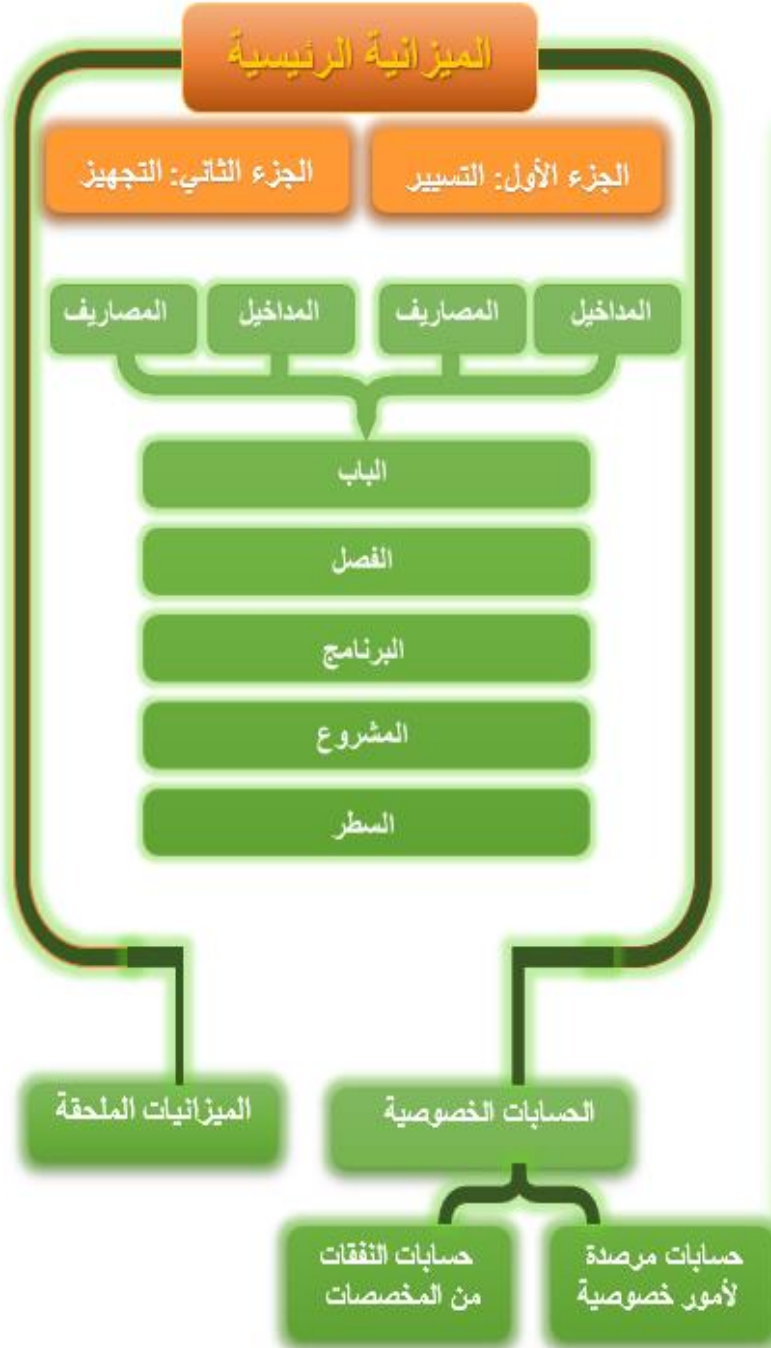 الميزانية الرئيسية
الجزء الأول: التسيير
الجزء الثاني: التجهيز
المداخيل
المصاريف
المداخيل
المصاريف
الباب
الفصل
البرنامج
المشروع
السطر
الحسابات الخصوصية
الميزانيات الملحقة
حسابات مرصدة
لأمور خصوصية
حسابات النفقات
من المخصصات